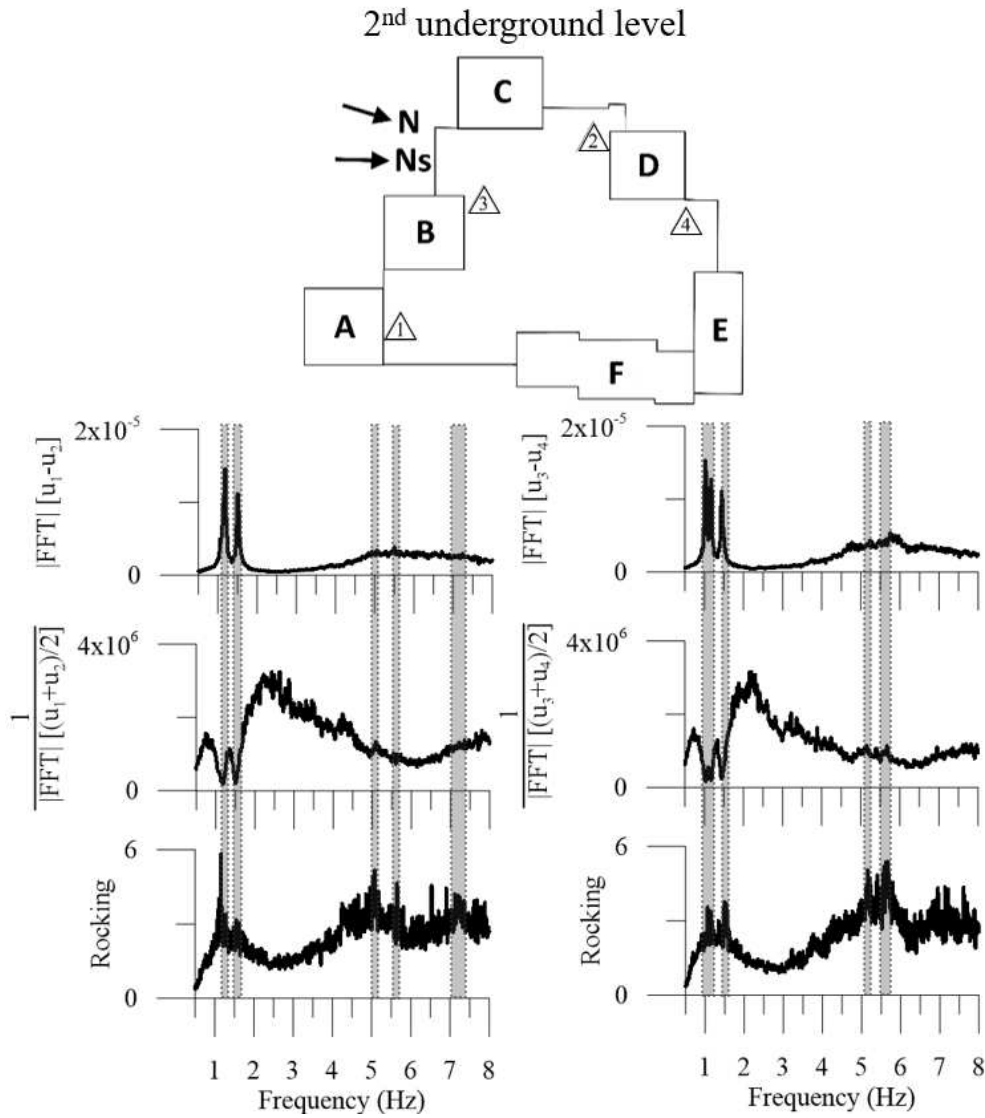 2nd underground level
C
N
Ns
2
D
3
B
4
A
1
E
F
2x10-5
|FFT| [u1-u2]
0
4x106
1
|FFT| [(u1+u2)/2]
0
6
Rocking
0
1 2 3 4 5 6 7 8
Frequency (Hz)
2x10-5
|FFT| [u3-u4]
0
4x106
1
|FFT| [(u3+u4)/2]
0
6
Rocking
0
1 2 3 4 5 6 7 8
Frequency (Hz)